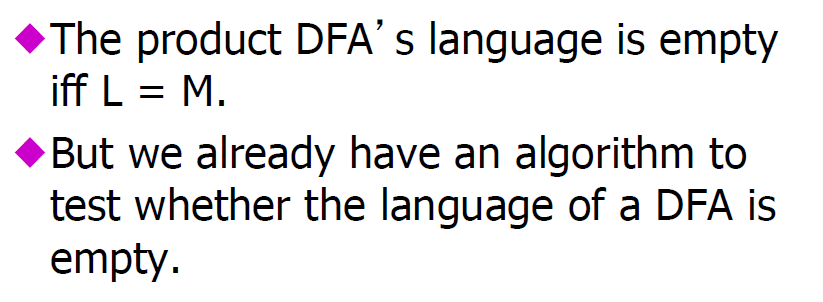 ◆The product DFA’s language is empty
iff L = M.
◆But we already have an algorithm to
test whether the language of a DFA is
empty.